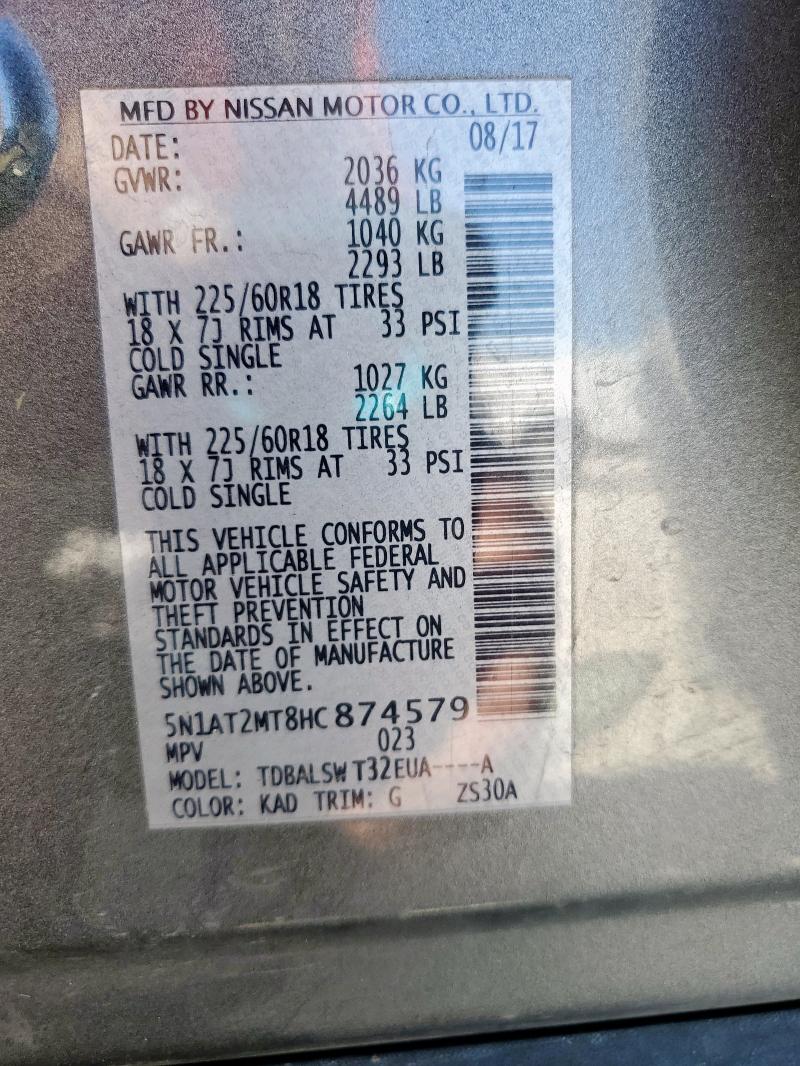 MFD BY NISSAN MOTOR CO., LTD.
DATE: 08/17
GVWR: 2036 KG
4489 LB
GAWR FR.: 1040 KG
2293 LB
WITH 225/60R18 TIRES
18 X 7J RIMS AT 33 PSI
COLD SINGLE
GAWR RR.: 1027 KG
2264 LB
WITH 225/60R18 TIRES
18 X 7J RIMS AT 33 PSI
COLD SINGLE
THIS VEHICLE CONFORMS TO
ALL APPLICABLE FEDERAL
MOTOR VEHICLE SAFETY AND
THEFT PREVENTION
STANDARDS IN EFFECT ON
THE DATE OF MANUFACTURE
SHOWN ABOVE.
5N1AT2MT8HC874579
MPV 023
MODEL: TDBALSW T32EUA----A
COLOR: KAD TRIM: G ZS30A